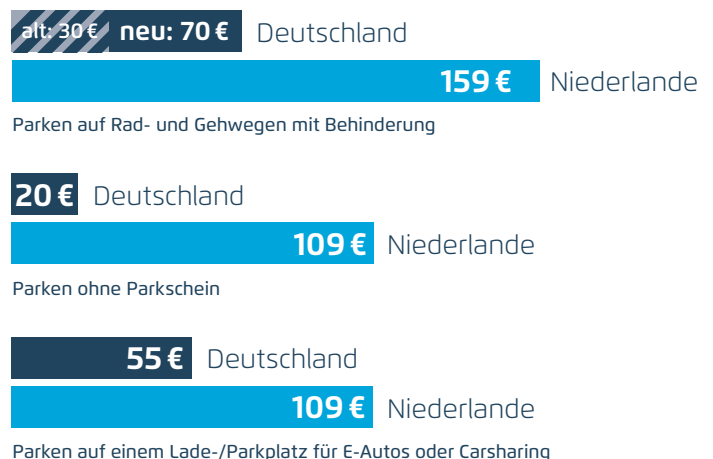 alt: 30 € neu: 70 € Deutschland
159 € Niederlande
Parken auf Rad- und Gehwegen mit Behinderung
20 € Deutschland
109 € Niederlande
Parken ohne Parkschein
55 € Deutschland
109 € Niederlande
Parken auf einem Lade-/Parkplatz für E-Autos oder Carsharing